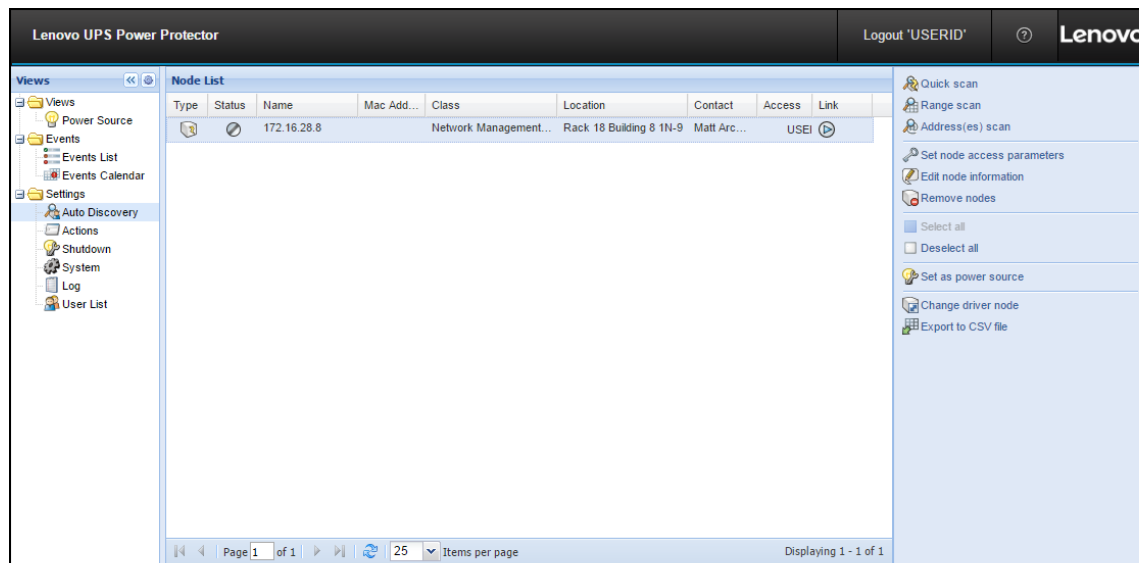 Lenovo UPS Power Protector
Logout 'USERID'
?
Lenovo
Views
Views
Power Source
Events
Events List
Events Calendar
Settings
Auto Discovery
Actions
Shutdown
System
Log
User List
Node List
Type Status Name Mac Add... Class Location Contact Access Link
172.16.28.8 Network Management... Rack 18 Building 8 1N-9 Matt Arc... USEI
Page 1 of 1 25 Items per page Displaying 1 - 1 of 1
Quick scan
Range scan
Address(es) scan
Set node access parameters
Edit node information
Remove nodes
Select all
Deselect all
Set as power source
Change driver node
Export to CSV file